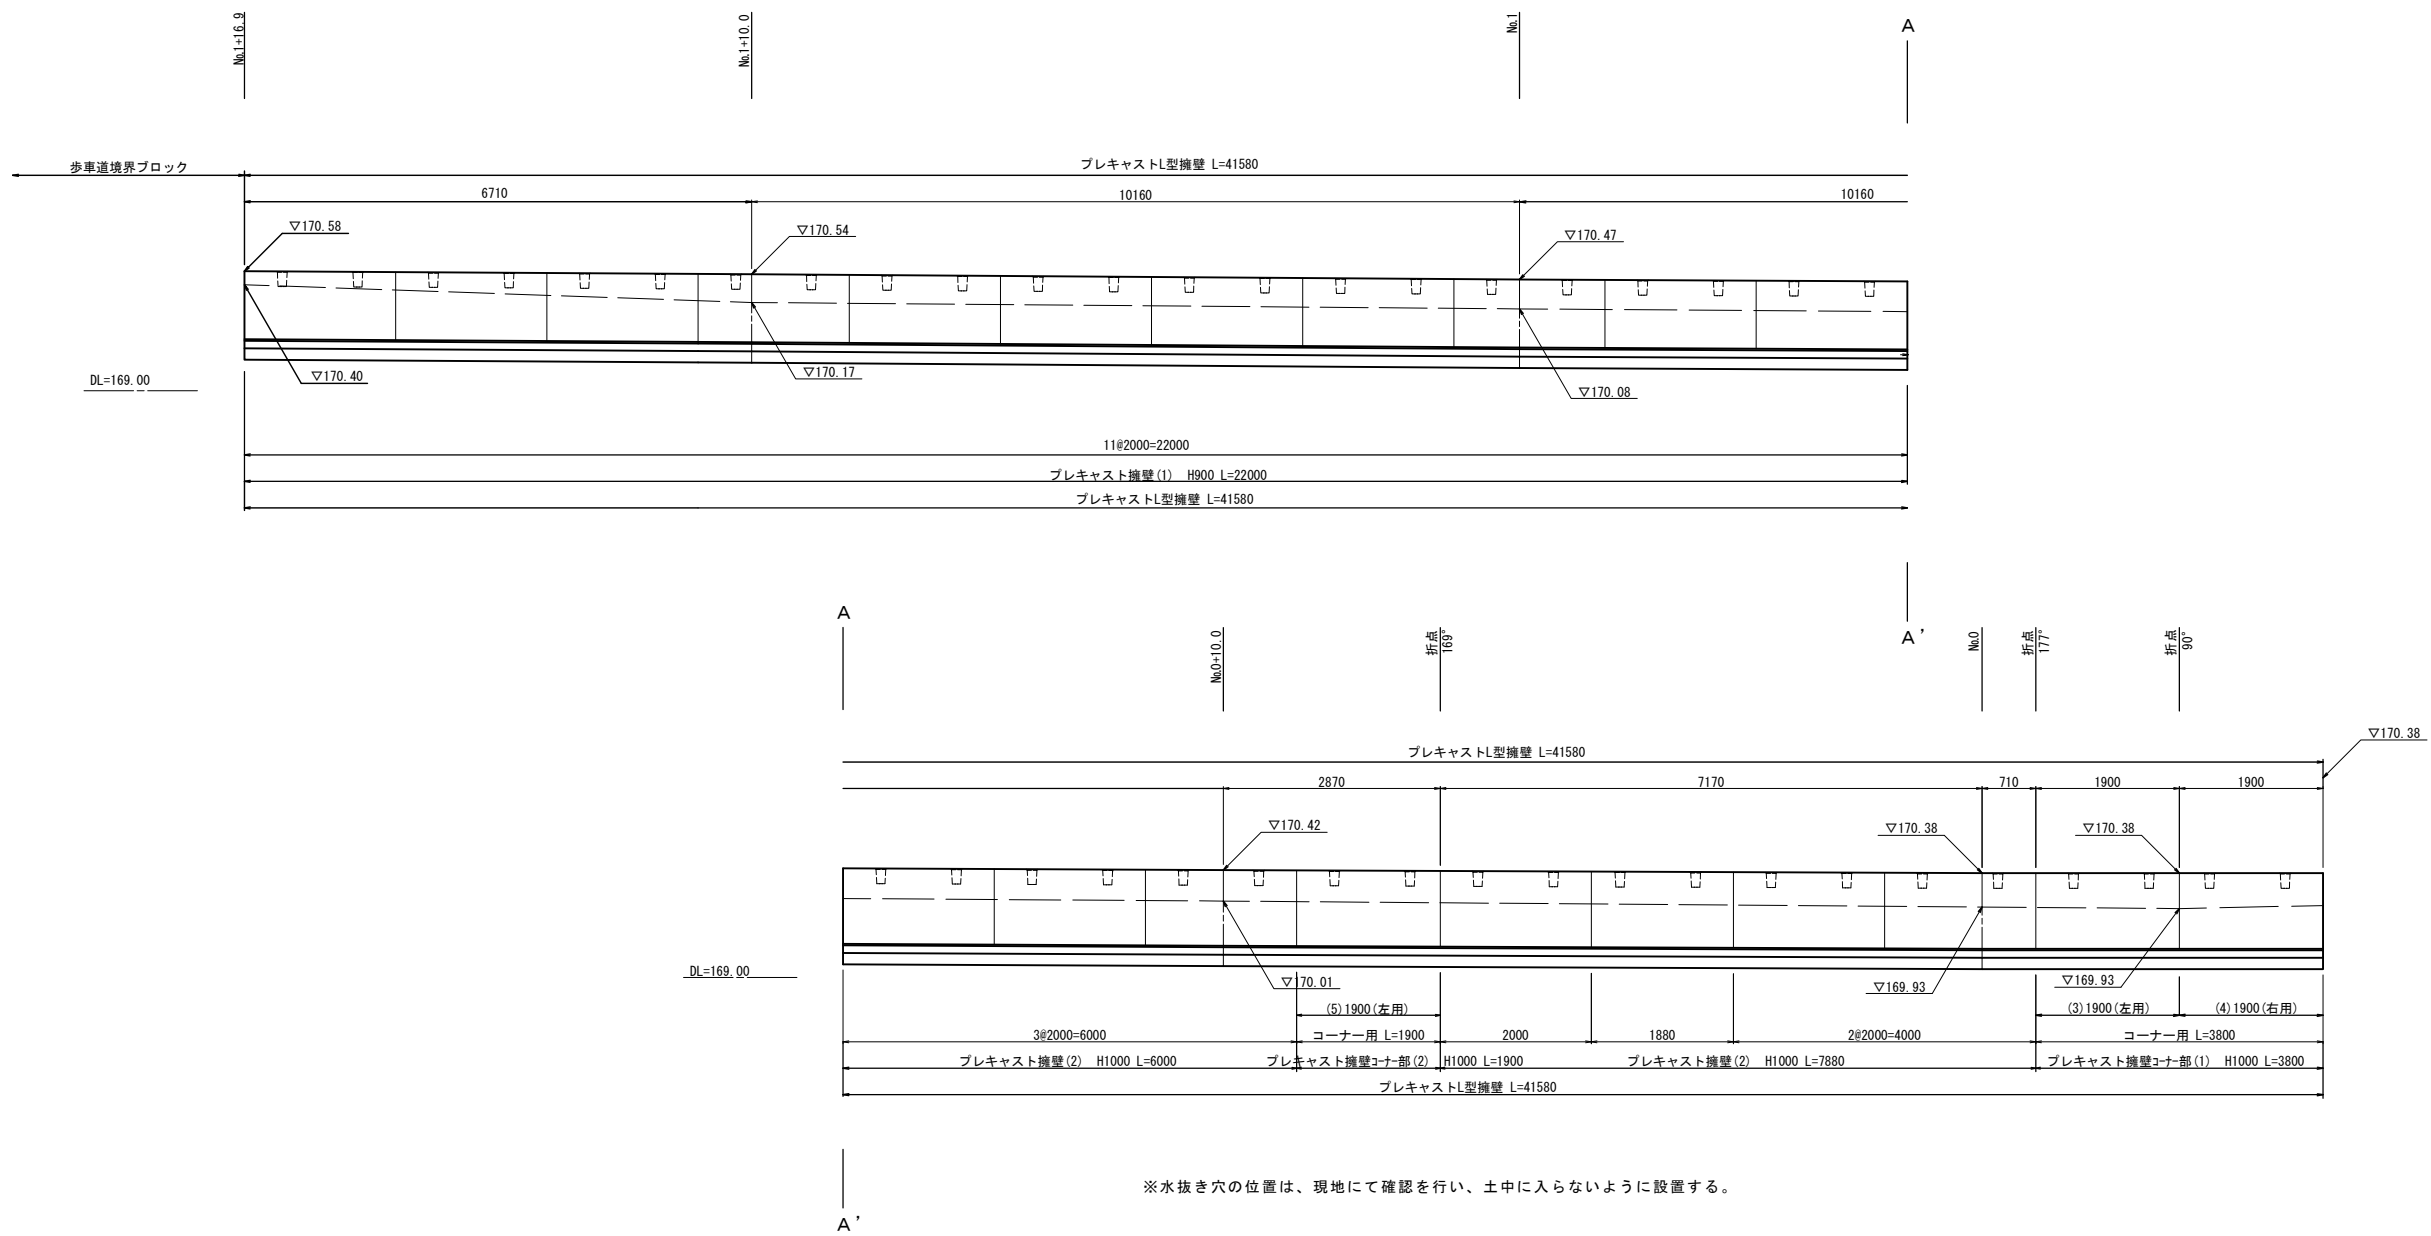 No.1+16.9
No.1+10.0
No.1
A
歩車道境界ブロック
プレキャストL型擁壁 L=41580
6710
10160
10160
▽170.58
▽170.54
▽170.47
DL=169.00
▽170.40
▽170.17
▽170.08
11@2000=22000
プレキャスト擁壁(1) H900 L=22000
プレキャストL型擁壁 L=41580
A'
A
No.0+10.0
折点
169°
No.0
折点
177°
折点
90°
プレキャストL型擁壁 L=41580
▽170.38
2870
7170
710
1900
1900
▽170.42
▽170.38
▽170.38
DL=169.00
▽170.01
▽169.93
▽169.93
(5)1900(左用)
(3)1900(左用)
(4)1900(右用)
3@2000=6000
コーナー用 L=1900
2000
1880
2@2000=4000
コーナー用 L=3800
プレキャスト擁壁(2) H1000 L=6000
プレキャスト擁壁コーナー部(2) H1000 L=1900
プレキャスト擁壁(2) H1000 L=7880
プレキャスト擁壁コーナー部(1) H1000 L=3800
プレキャストL型擁壁 L=41580
※水抜き穴の位置は、現地にて確認を行い、土中に入らないように設置する。
A'